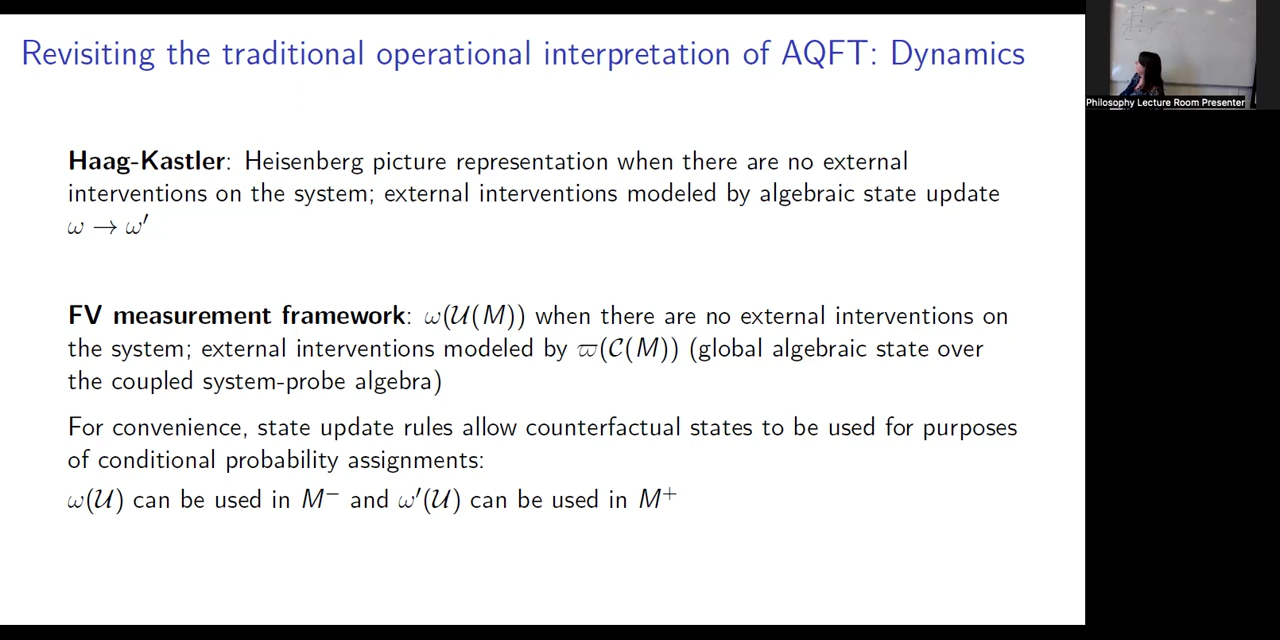 Revisiting the traditional operational interpretation of AQFT: Dynamics
Philosophy Lecture Room Presenter
Haag-Kastler: Heisenberg picture representation when there are no external
interventions on the system; external interventions modeled by algebraic state update
ω → ω′
FV measurement framework: ω(𝒰(M)) when there are no external interventions on
the system; external interventions modeled by ϖ(𝒞(M)) (global algebraic state over
the coupled system-probe algebra)
For convenience, state update rules allow counterfactual states to be used for purposes
of conditional probability assignments:
ω(𝒰) can be used in M⁻ and ω′(𝒰) can be used in M⁺